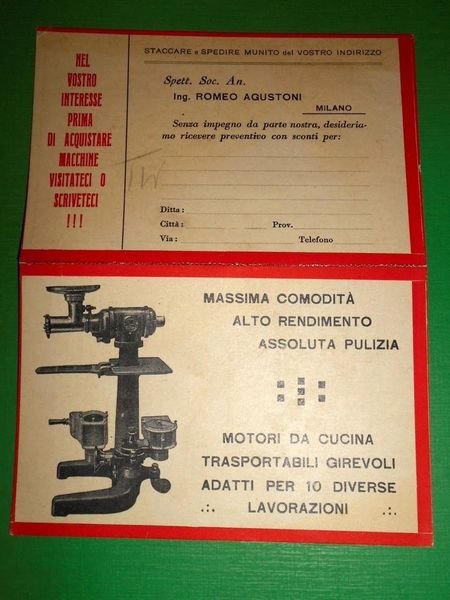 NEL
VOSTRO
INTERESSE
PRIMA
DI ACQUISTARE
MACCHINE
VISITATECI O
SCRIVETECI
!!!
STACCARE e SPEDIRE MUNITO del VOSTRO INDIRIZZO
Spett. Soc. An.
Ing. ROMEO AGUSTONI
MILANO
Senza impegno da parte nostra, desideria-
mo ricevere preventivo con sconti per:
Ditta:
Città: Prov.
Via: Telefono
MASSIMA COMODITÀ
ALTO RENDIMENTO
ASSOLUTA PULIZIA
MOTORI DA CUCINA
TRASPORTABILI GIREVOLI
ADATTI PER 10 DIVERSE
.:. LAVORAZIONI .:.